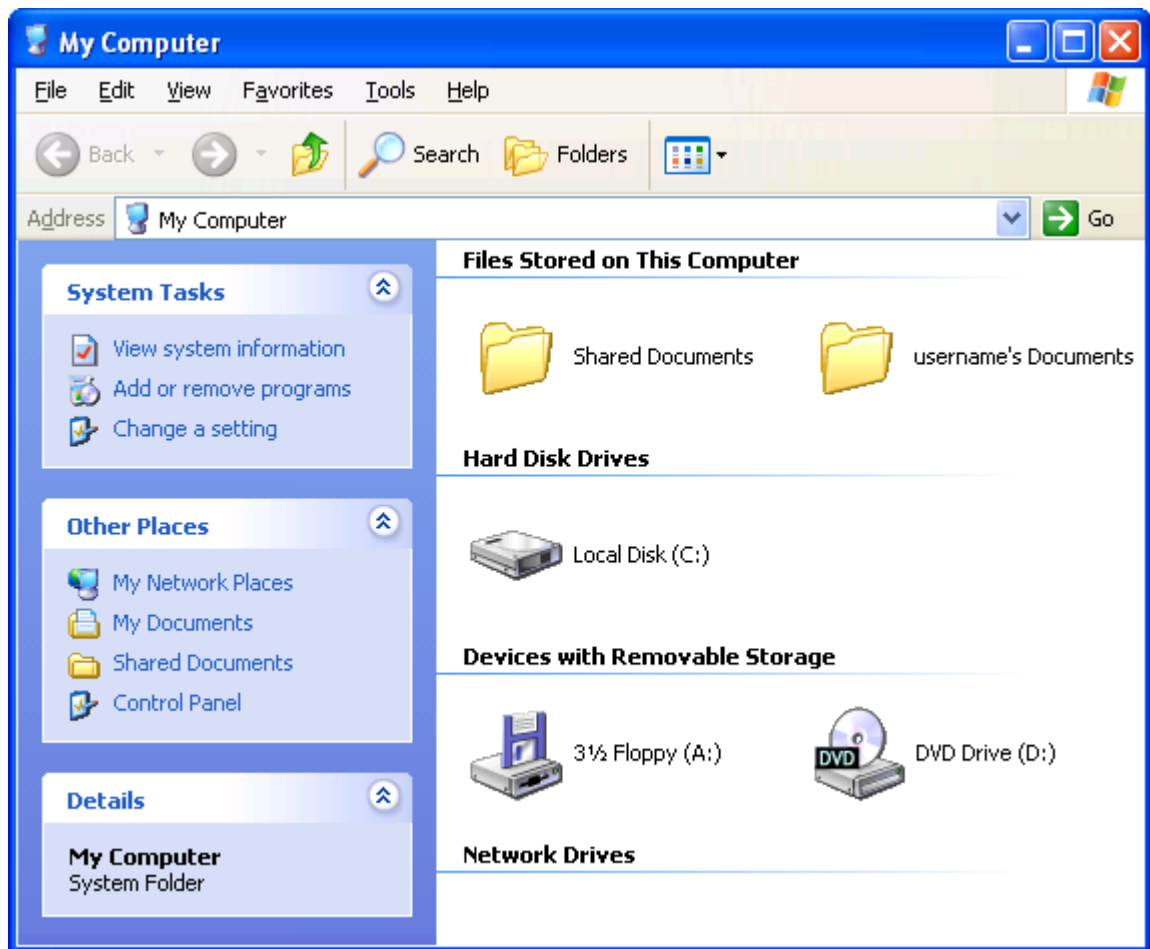 My Computer
File Edit View Favorites Tools Help
Back Search Folders
Address My Computer Go
System Tasks
View system information
Add or remove programs
Change a setting
Other Places
My Network Places
My Documents
Shared Documents
Control Panel
Details
My Computer
System Folder
Files Stored on This Computer
Shared Documents username's Documents
Hard Disk Drives
Local Disk (C:)
Devices with Removable Storage
3½ Floppy (A:) DVD DVD Drive (D:)
Network Drives